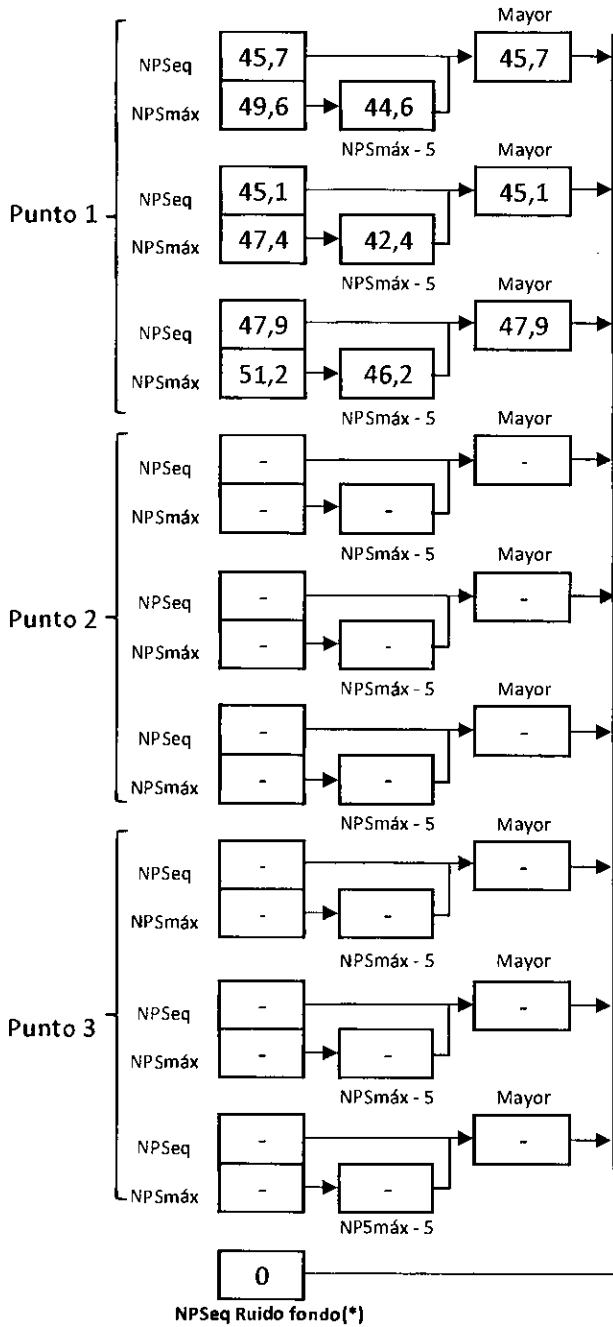 Mayor
NPSeq 45,7 45,7
NPSmáx 49,6 44,6
NPSmáx - 5
Mayor
Punto 1
NPSeq 45,1 45,1
NPSmáx 47,4 42,4
NPSmáx - 5
Mayor
NPSeq 47,9 47,9
NPSmáx 51,2 46,2
NPSmáx - 5
Mayor
NPSeq - -
NPSmáx - -
NPSmáx - 5
Mayor
Punto 2
NPSeq - -
NPSmáx - -
NPSmáx - 5
Mayor
NPSeq - -
NPSmáx - -
NPSmáx - 5
Mayor
NPSeq - -
NPSmáx - -
NPSmáx - 5
Mayor
Punto 3
NPSeq - -
NPSmáx - -
NPSmáx - 5
Mayor
NPSeq - -
NPSmáx - -
NP5máx - 5
0
NPSeq Ruido fondo(*)